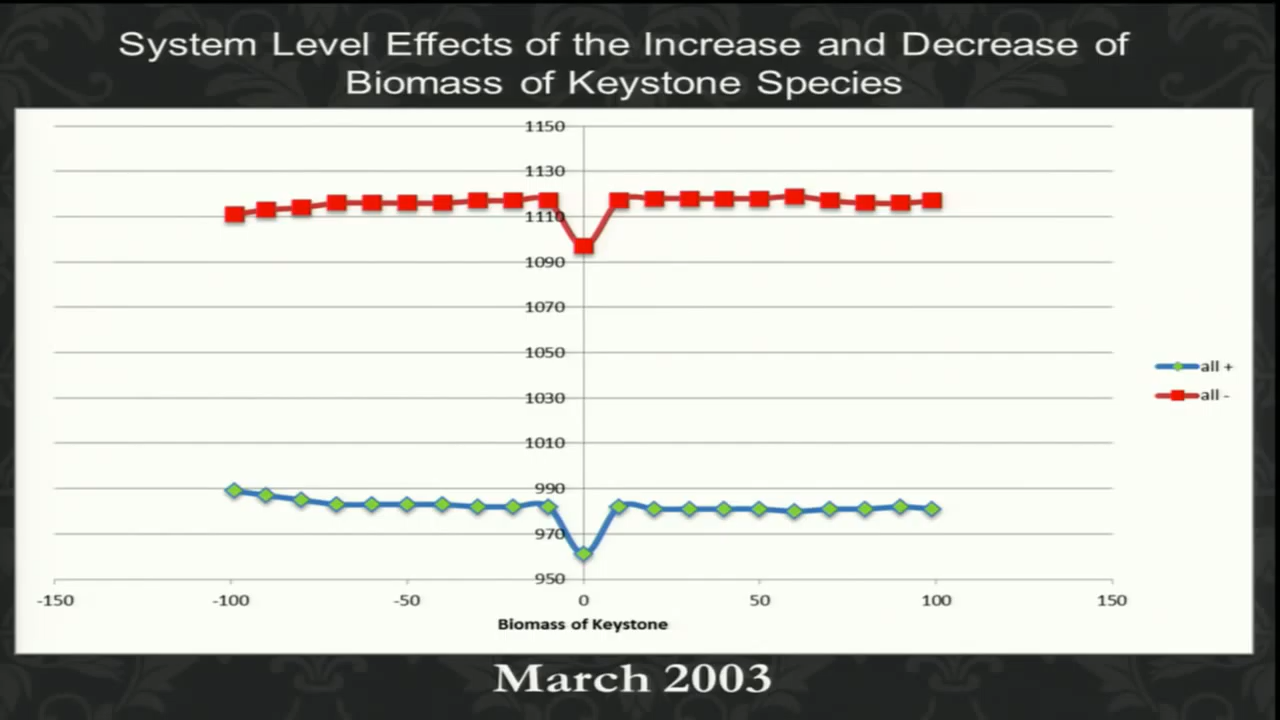 System Level Effects of the Increase and Decrease of
Biomass of Keystone Species
1150
1130
1110
1090
1070
1050
1030
1010
990
970
950
-150 -100 -50 0 50 100 150
Biomass of Keystone
all +
all -
March 2003